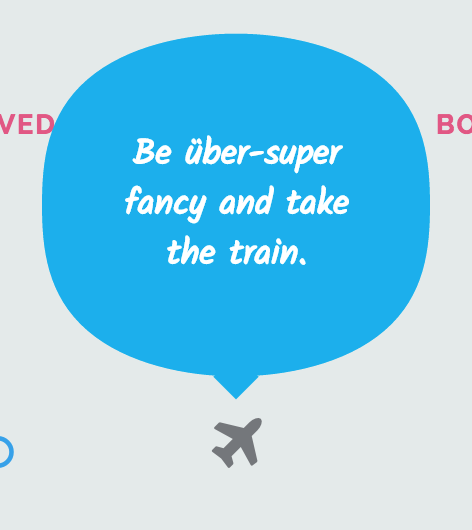 VED
BO
Be über-super
fancy and take
the train.